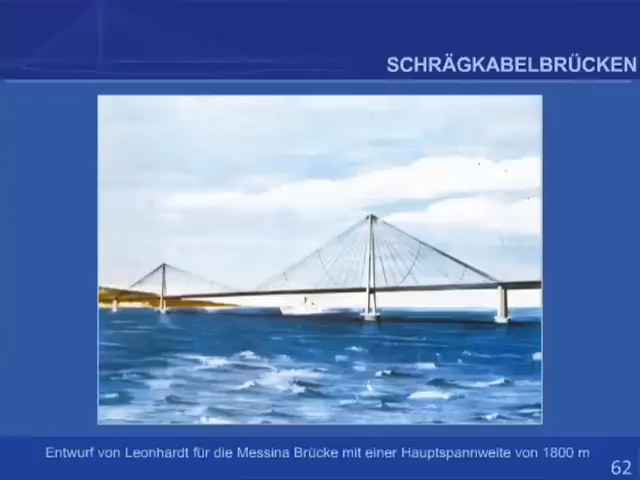 SCHRÄGKABELBRÜCKEN
Entwurf von Leonhardt für die Messina Brücke mit einer Hauptspannweite von 1800 m
62